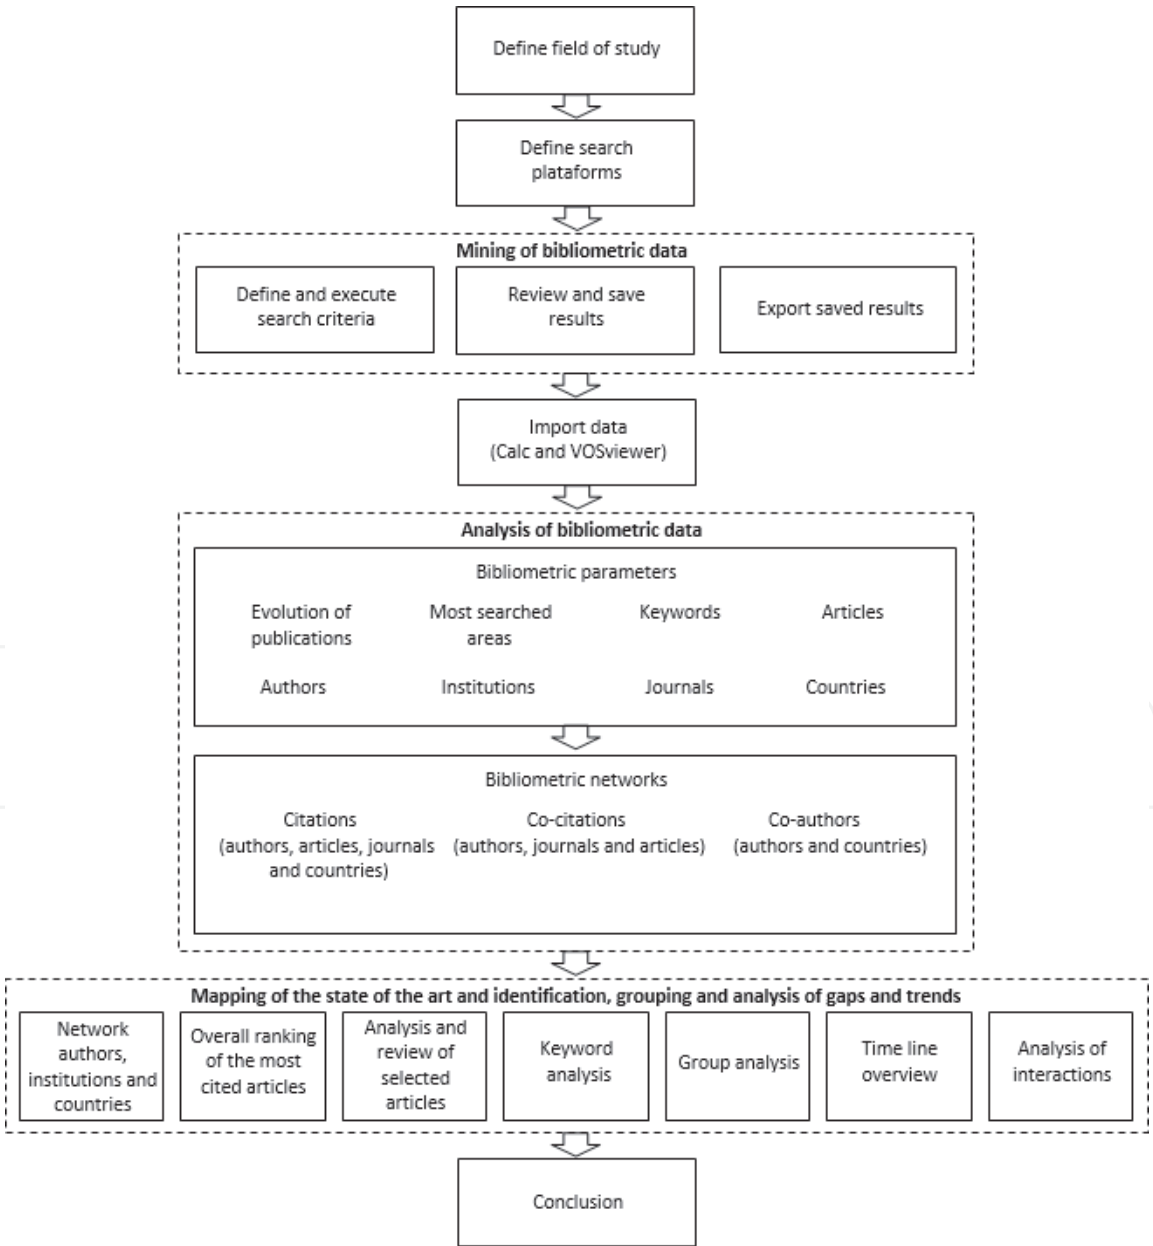 Define field of study
Define search
plataforms
Mining of bibliometric data
Define and execute
search criteria
Review and save
results
Export saved results
Import data
(Calc and VOSviewer)
Analysis of bibliometric data
Bibliometric parameters
Evolution of
publications
Most searched
areas
Keywords
Articles
Authors
Institutions
Journals
Countries
Bibliometric networks
Citations
(authors, articles, journals
and countries)
Co-citations
(authors, journals and articles)
Co-authors
(authors and countries)
Mapping of the state of the art and identification, grouping and analysis of gaps and trends
Network
authors,
institutions and
countries
Overall ranking
of the most
cited articles
Analysis and
review of
selected
articles
Keyword
analysis
Group analysis
Time line
overview
Analysis of
interactions
Conclusion